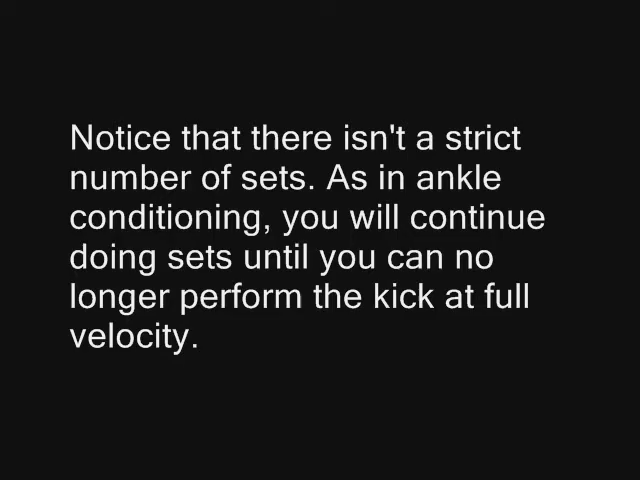 Notice that there isn't a strict
number of sets. As in ankle
conditioning, you will continue
doing sets until you can no
longer perform the kick at full
velocity.